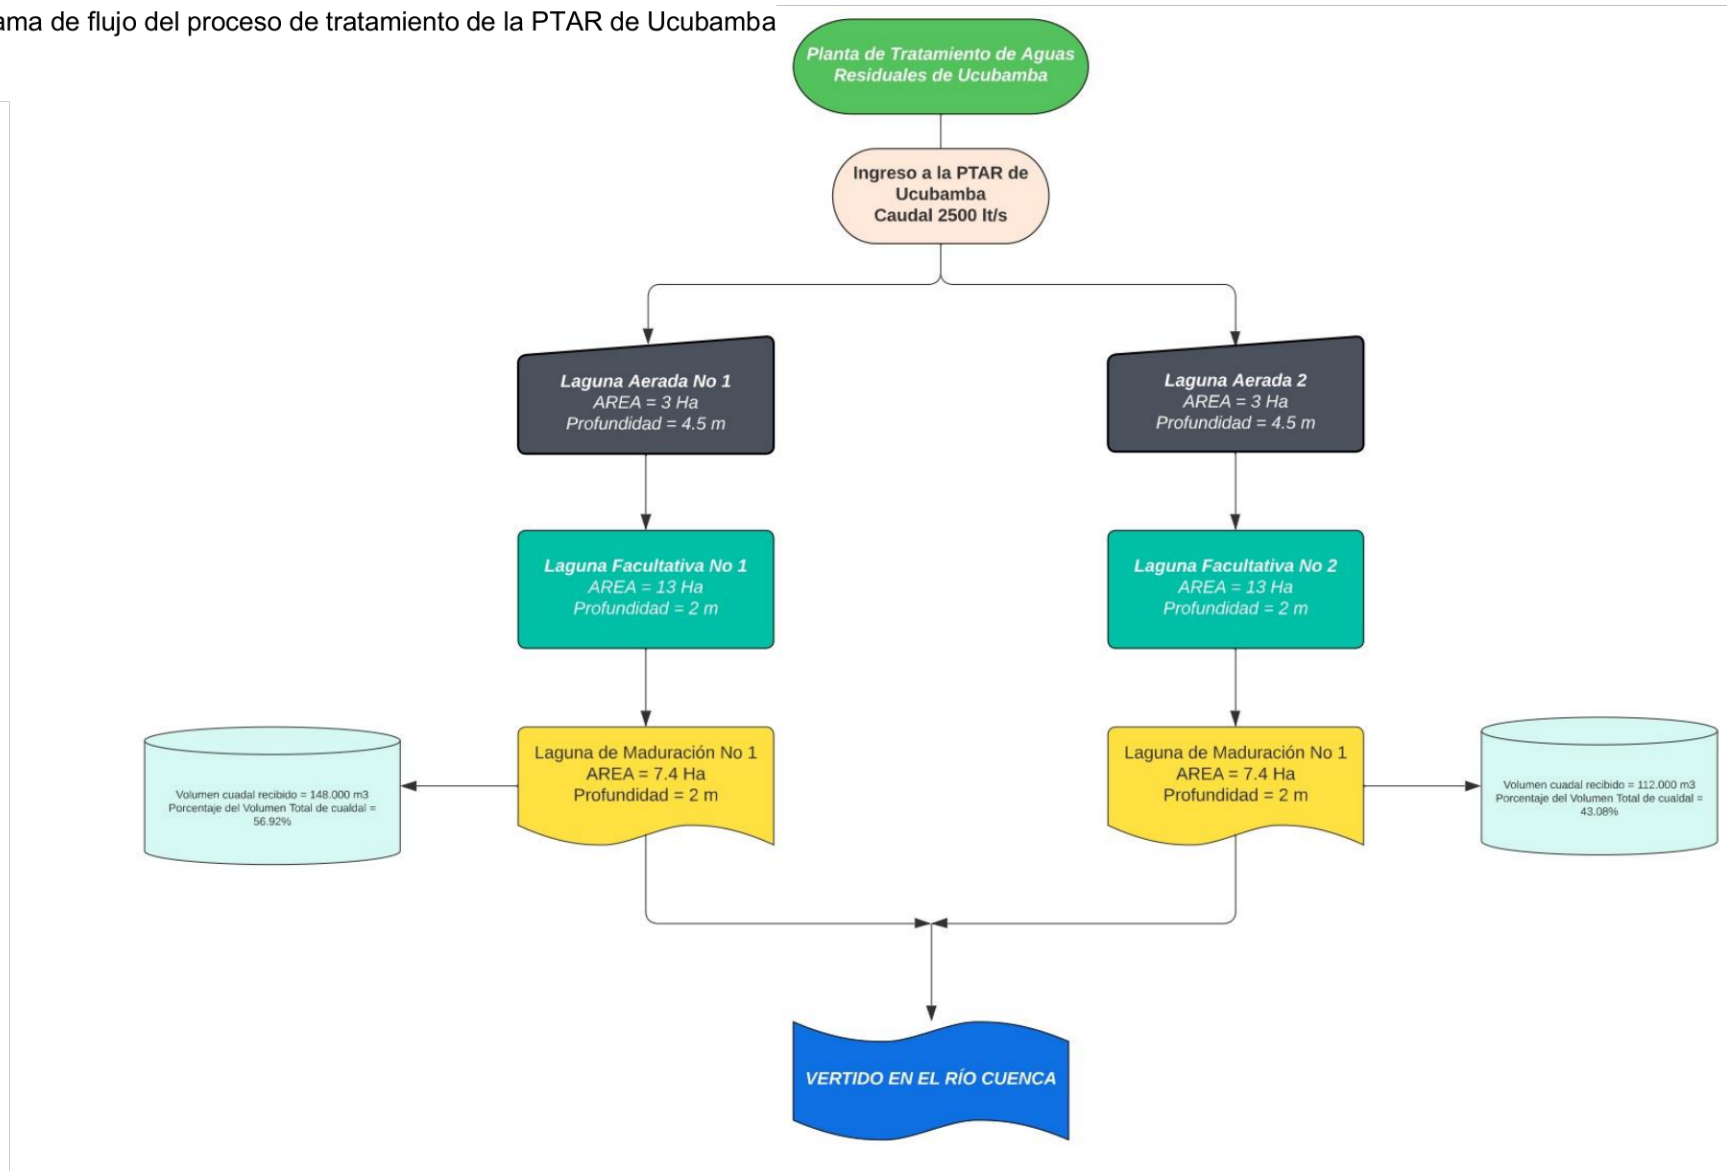 ama de flujo del proceso de tratamiento de la PTAR de Ucubamba
Planta de Tratamiento de Aguas
Residuales de Ucubamba
Ingreso a la PTAR de
Ucubamba
Caudal 2500 lt/s
Laguna Aerada No 1
AREA = 3 Ha
Profundidad = 4.5 m
Laguna Aerada 2
AREA = 3 Ha
Profundidad = 4.5 m
Laguna Facultativa No 1
AREA = 13 Ha
Profundidad = 2 m
Laguna Facultativa No 2
AREA = 13 Ha
Profundidad = 2 m
Volumen cuadal recibido = 148.000 m3
Porcentaje del Volumen Total de cualdal =
56.92%
Laguna de Maduración No 1
AREA = 7.4 Ha
Profundidad = 2 m
Laguna de Maduración No 1
AREA = 7.4 Ha
Profundidad = 2 m
Volumen cuadal recibido = 112.000 m3
Porcentaje del Volumen Total de cualdal =
43.08%
VERTIDO EN EL RÍO CUENCA